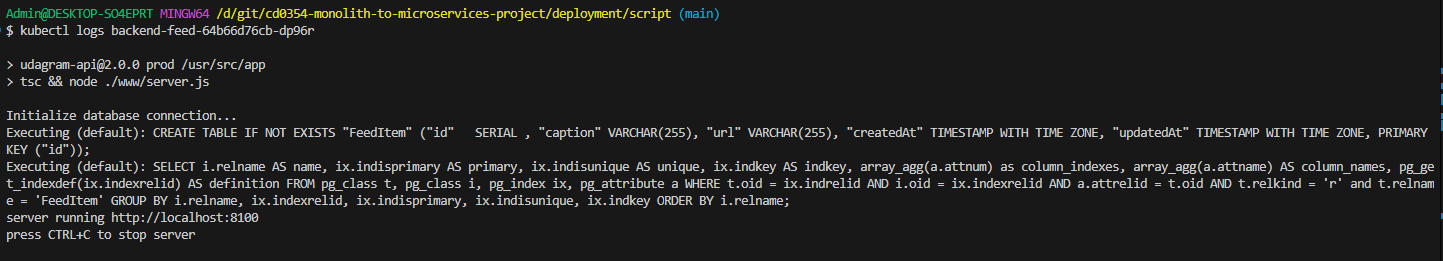 Admin@DESKTOP-SO4EPRT MINGW64 /d/git/cd0354-monolith-to-microservices-project/deployment/script (main)
$ kubectl logs backend-feed-64b66d76cb-dp96r
> udagram-api@2.0.0 prod /usr/src/app
> tsc && node ./www/server.js
Initialize database connection...
Executing (default): CREATE TABLE IF NOT EXISTS "FeedItem" ("id"   SERIAL , "caption" VARCHAR(255), "url" VARCHAR(255), "createdAt" TIMESTAMP WITH TIME ZONE, "updatedAt" TIMESTAMP WITH TIME ZONE, PRIMARY
KEY ("id"));
Executing (default): SELECT i.relname AS name, ix.indisprimary AS primary, ix.indisunique AS unique, ix.indkey AS indkey, array_agg(a.attnum) as column_indexes, array_agg(a.attname) AS column_names, pg_ge
t_indexdef(ix.indexrelid) AS definition FROM pg_class t, pg_class i, pg_index ix, pg_attribute a WHERE t.oid = ix.indrelid AND i.oid = ix.indexrelid AND a.attrelid = t.oid AND t.relkind = 'r' and t.relnam
e = 'FeedItem' GROUP BY i.relname, ix.indexrelid, ix.indisprimary, ix.indisunique, ix.indkey ORDER BY i.relname;
server running http://localhost:8100
press CTRL+C to stop server